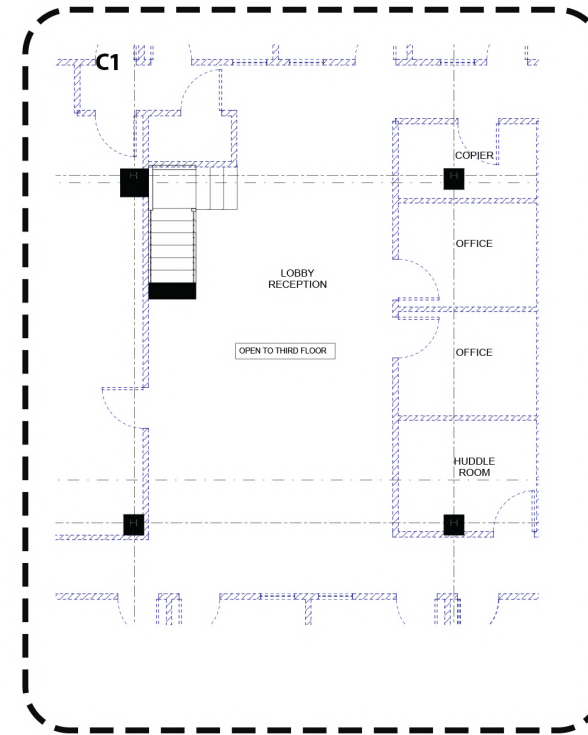 C1
COPIER
OFFICE
LOBBY
RECEPTION
OPEN TO THIRD FLOOR
OFFICE
HUDDLE
ROOM